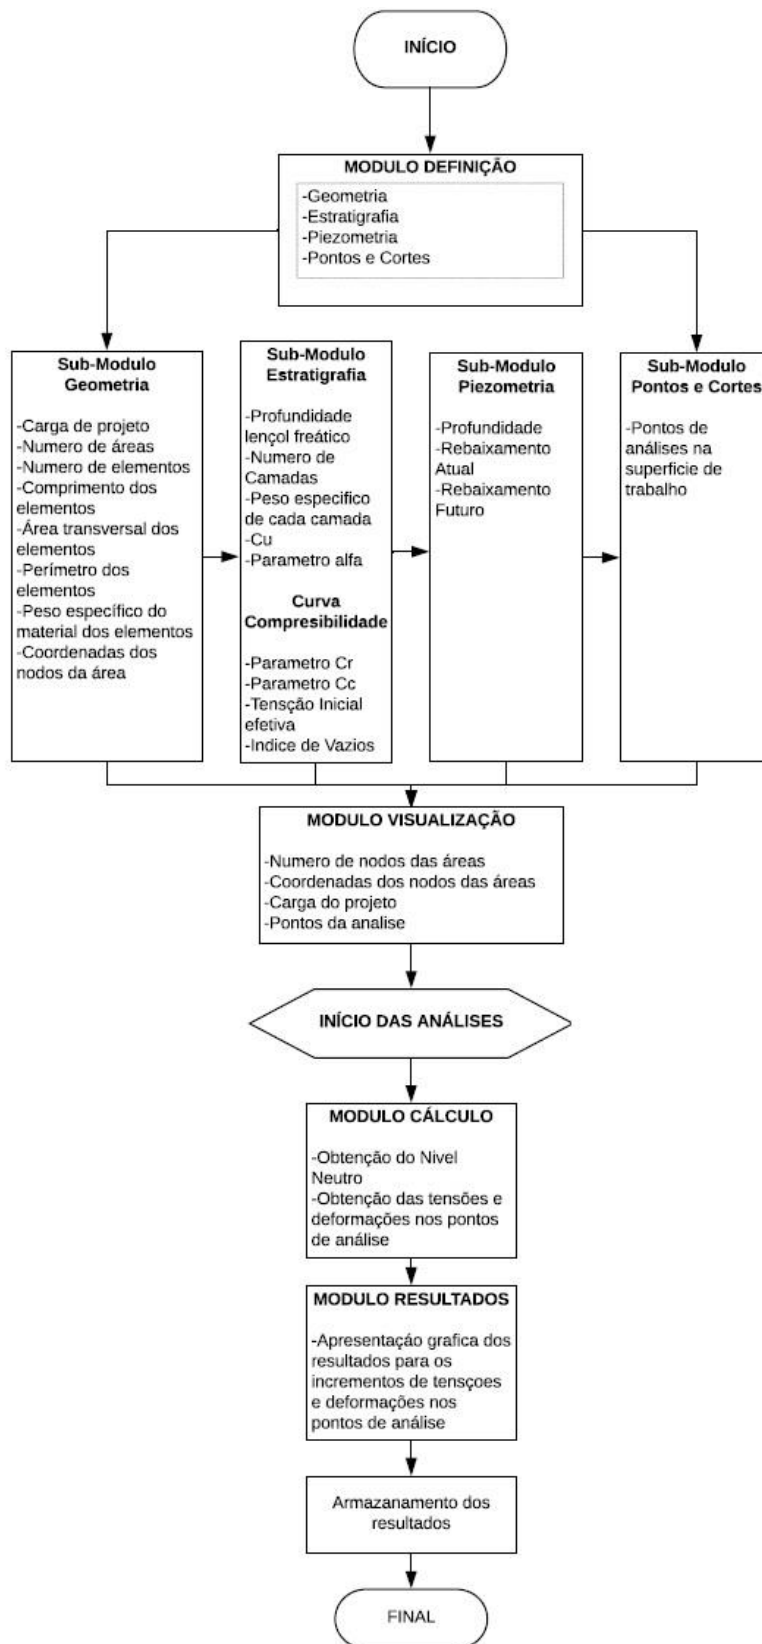 INÍCIO
MODULO DEFINIÇÃO
-Geometria
-Estratigrafia
-Piezometria
-Pontos e Cortes
Sub-Modulo
Geometria
-Carga de projeto
-Numero de áreas
-Numero de elementos
-Comprimento dos
elementos
-Área transversal dos
elementos
-Perímetro dos
elementos
-Peso específico do
material dos elementos
-Coordenadas dos
nodos da área
Sub-Modulo
Estratigrafia
-Profundidade
lençol freático
-Numero de
Camadas
-Peso especifico
de cada camada
-Cu
-Parametro alfa
Curva
Compresibilidade
-Parametro Cr
-Parametro Cc
-Tensção Inicial
efetiva
-Indice de Vazios
Sub-Modulo
Piezometria
-Profundidade
-Rebaixamento
Atual
-Rebaixamento
Futuro
Sub-Modulo
Pontos e Cortes
-Pontos de
análises na
superficie de
trabalho
MODULO VISUALIZAÇÃO
-Numero de nodos das áreas
-Coordenadas dos nodos das áreas
-Carga do projeto
-Pontos da analise
INÍCIO DAS ANÁLISES
MODULO CÁLCULO
-Obtenção do Nivel
Neutro
-Obtenção das tensões e
deformações nos pontos
de análise
MODULO RESULTADOS
-Apresentaçáo grafica dos
resultados para os
incrementos de tensçoes
e deformações nos
pontos de análise
Armazanamento dos
resultados
FINAL